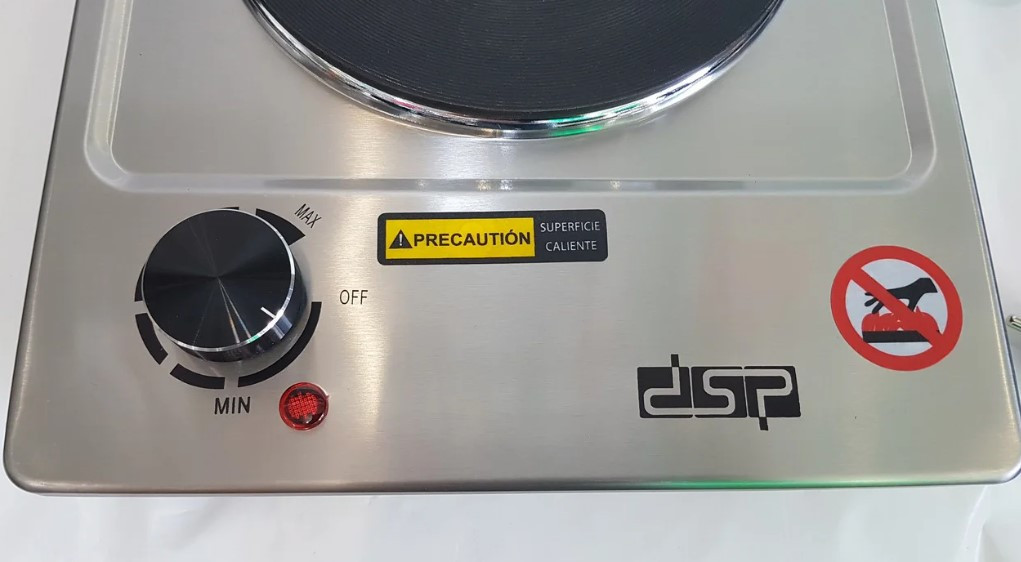 MAX
PRECAUTIÓN
SUPERFICIE
CALIENTE
OFF
dsp
MIN